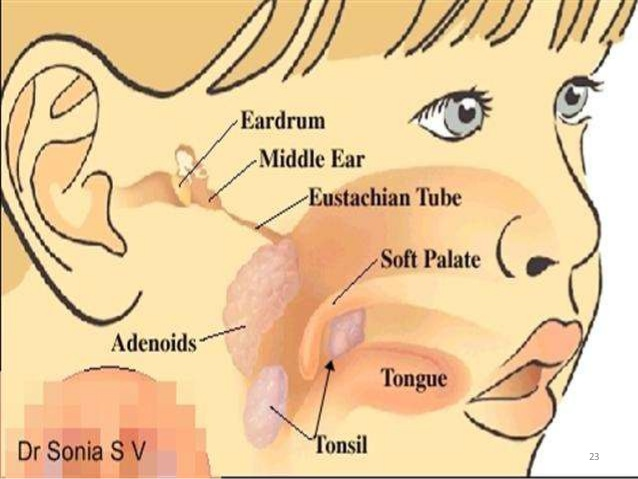 Eardrum
Middle Ear
Eustachian Tube
Soft Palate
Adenoids
Tongue
Tonsil
Dr Sonia S V
23